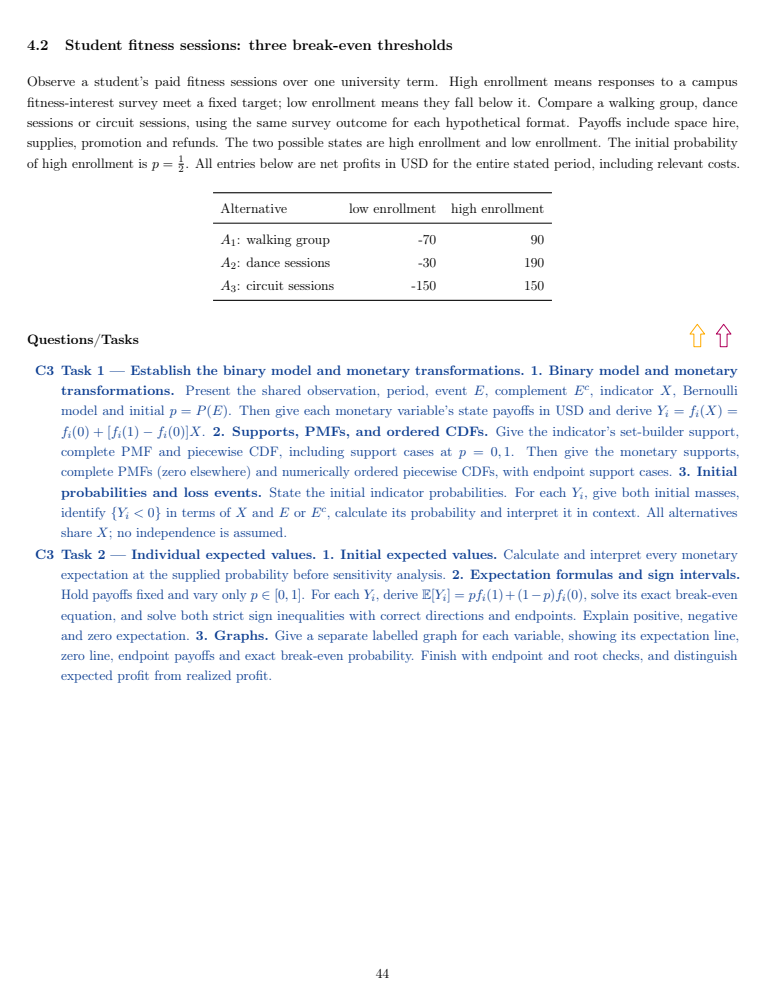 4.2 Student fitness sessions: three break-even thresholds
Observe a student's paid fitness sessions over one university term. High enrollment means responses to a campus
fitness-interest survey meet a fixed target; low enrollment means they fall below it. Compare a walking group, dance
sessions or circuit sessions, using the same survey outcome for each hypothetical format. Payoffs include space hire,
supplies, promotion and refunds. The two possible states are high enrollment and low enrollment. The initial probability
of high enrollment is p = 1/2. All entries below are net profits in USD for the entire stated period, including relevant costs.
Alternative low enrollment high enrollment
A₁: walking group -70 90
A₂: dance sessions -30 190
A₃: circuit sessions -150 150
Questions/Tasks
C3 Task 1 — Establish the binary model and monetary transformations. 1. Binary model and monetary
transformations. Present the shared observation, period, event E, complement Eᶜ, indicator X, Bernoulli
model and initial p = P(E). Then give each monetary variable's state payoffs in USD and derive Yᵢ = fᵢ(X) =
fᵢ(0) + [fᵢ(1) − fᵢ(0)]X. 2. Supports, PMFs, and ordered CDFs. Give the indicator's set-builder support,
complete PMF and piecewise CDF, including support cases at p = 0, 1. Then give the monetary supports,
complete PMFs (zero elsewhere) and numerically ordered piecewise CDFs, with endpoint support cases. 3. Initial
probabilities and loss events. State the initial indicator probabilities. For each Yᵢ, give both initial masses,
identify {Yᵢ < 0} in terms of X and E or Eᶜ, calculate its probability and interpret it in context. All alternatives
share X; no independence is assumed.
C3 Task 2 — Individual expected values. 1. Initial expected values. Calculate and interpret every monetary
expectation at the supplied probability before sensitivity analysis. 2. Expectation formulas and sign intervals.
Hold payoffs fixed and vary only p ∈ [0, 1]. For each Yᵢ, derive 𝔼[Yᵢ] = pfᵢ(1)+(1−p)fᵢ(0), solve its exact break-even
equation, and solve both strict sign inequalities with correct directions and endpoints. Explain positive, negative
and zero expectation. 3. Graphs. Give a separate labelled graph for each variable, showing its expectation line,
zero line, endpoint payoffs and exact break-even probability. Finish with endpoint and root checks, and distinguish
expected profit from realized profit.
44